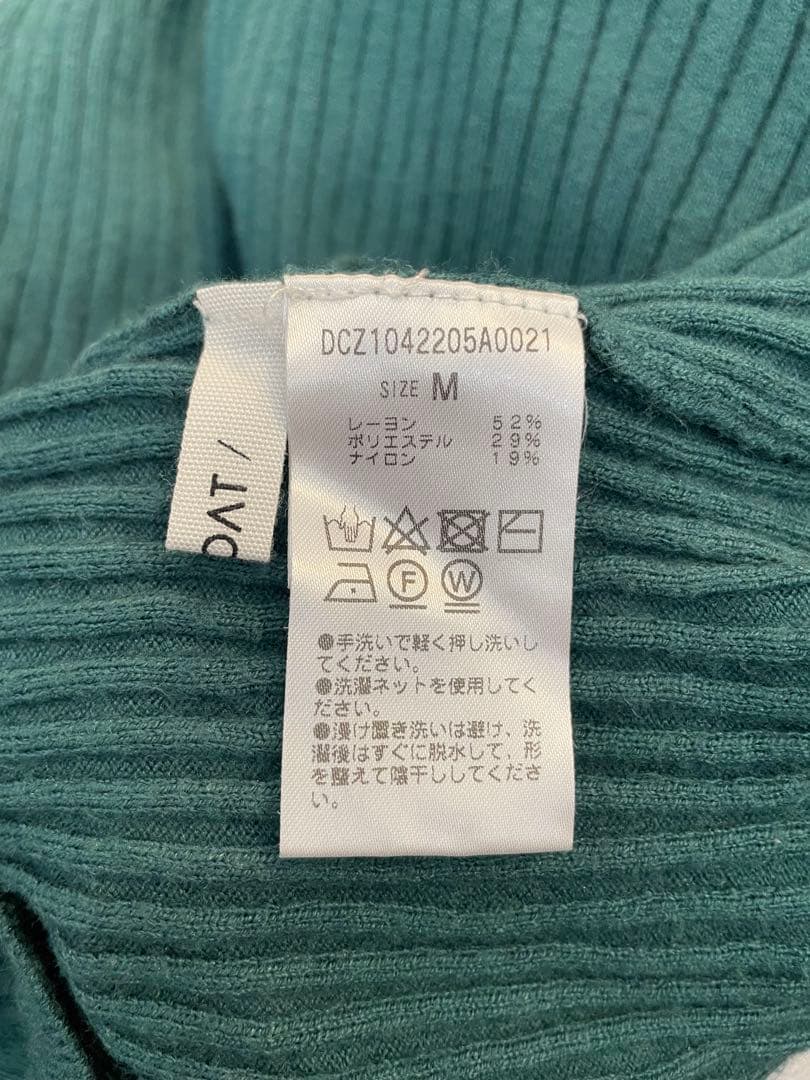 DCZ1042205A0021
SIZE M
レーヨン 52%
ポリエステル 29%
ナイロン 19%
F W
●手洗いで軽く押し洗いし
てください。
●洗濯ネットを使用してく
ださい。
●浸け置き洗いは避け、洗
濯後はすぐに脱水して、形
を整えて陰干ししてくださ
い。